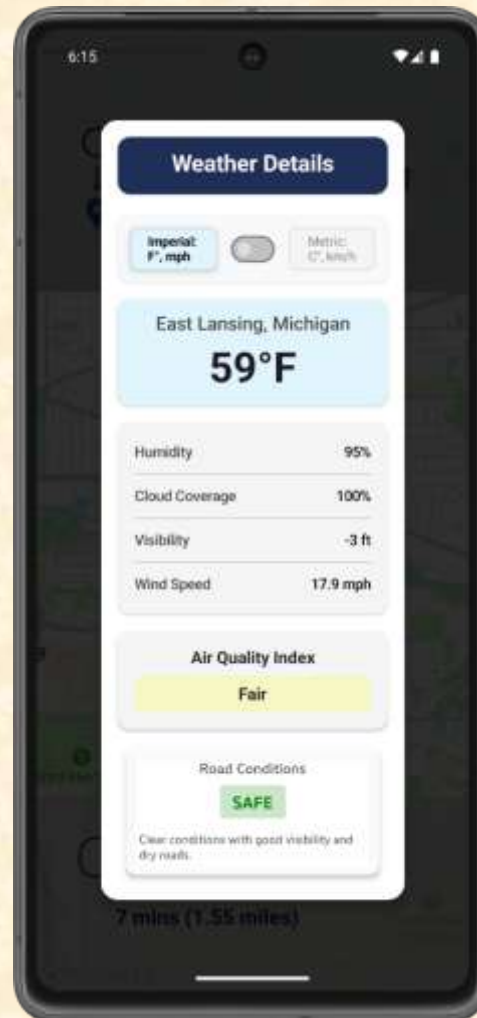 6:15
Weather Details
Imperial:
F°, mph
Metric:
C°, km/h
East Lansing, Michigan
59°F
Humidity 95%
Cloud Coverage 100%
Visibility -3 ft
Wind Speed 17.9 mph
Air Quality Index
Fair
Road Conditions
SAFE
Clear conditions with good visibility and
dry roads.
7 mins (1.55 miles)